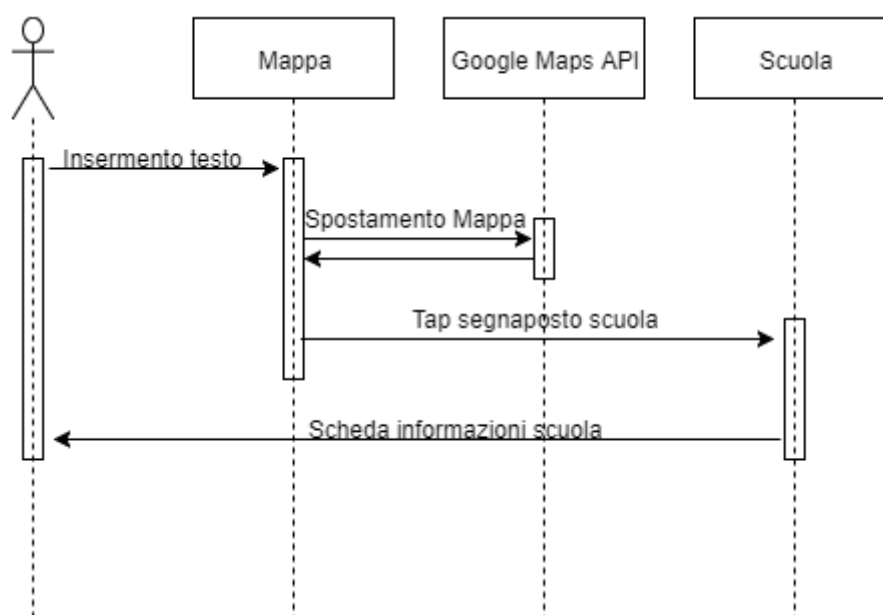 Mappa
Google Maps API
Scuola
Insermento testo
Spostamento Mappa
Tap segnaposto scuola
Scheda informazioni scuola